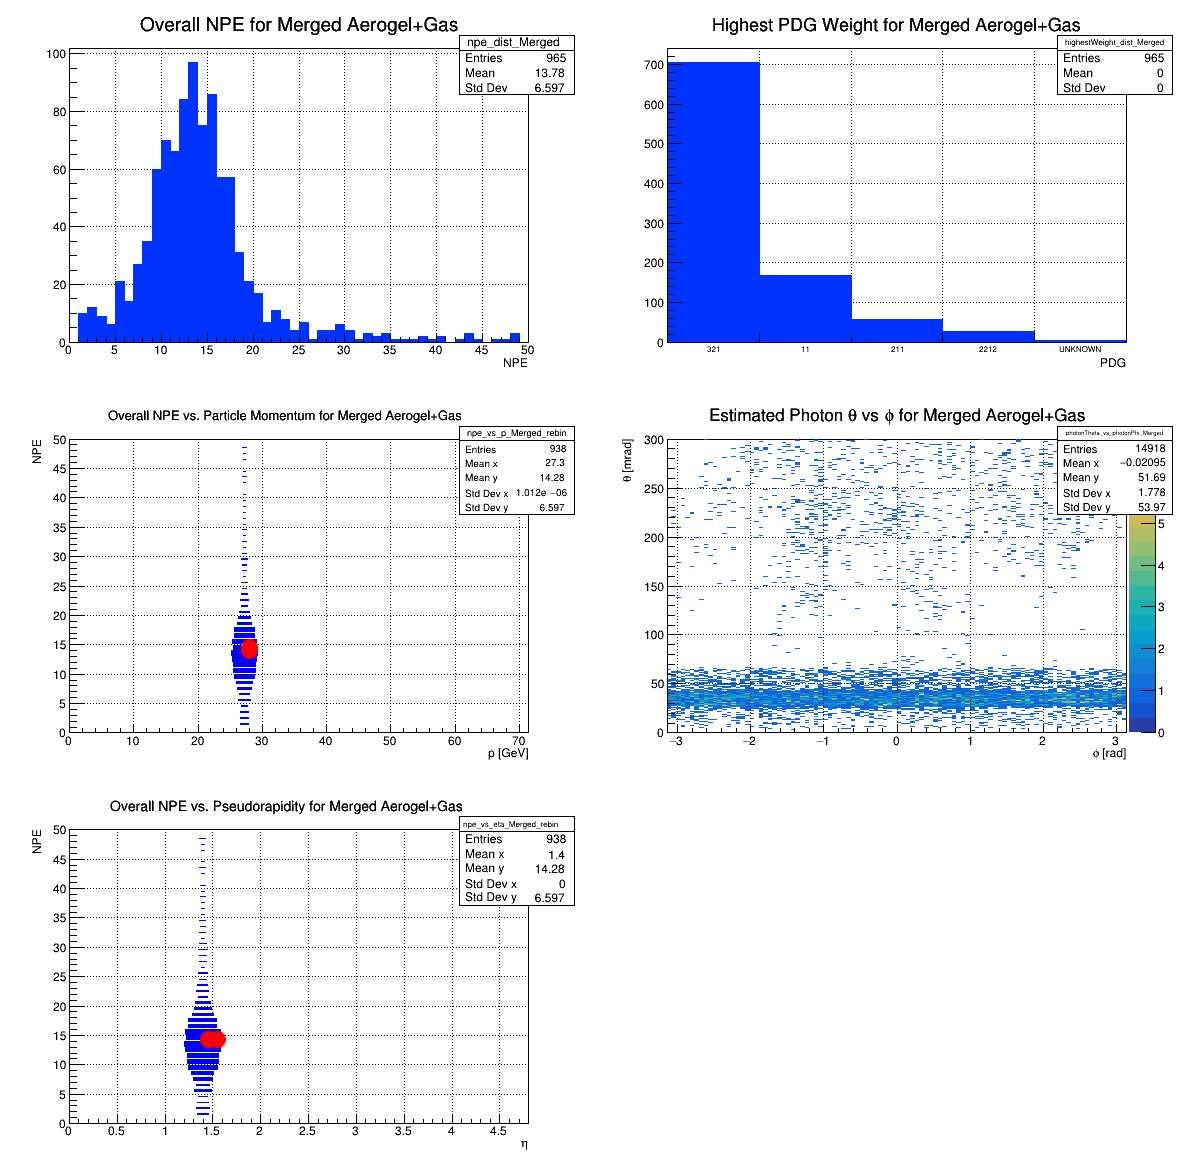 Overall NPE for Merged Aerogel+Gas
npe_dist_Merged
Entries 965
Mean 13.78
Std Dev 6.597
100
80
60
40
20
0
0 5 10 15 20 25 30 35 40 45 50
NPE
Highest PDG Weight for Merged Aerogel+Gas
highestWeight_dist_Merged
Entries 965
Mean 0
Std Dev 0
700
600
500
400
300
200
100
0
321 11 211 2212 UNKNOWN
PDG
Overall NPE vs. Particle Momentum for Merged Aerogel+Gas
npe_vs_p_Merged_rebin
Entries 938
Mean x 27.3
Mean y 14.28
Std Dev x 1.012e −06
Std Dev y 6.597
NPE
50
45
40
35
30
25
20
15
10
5
0
0 10 20 30 40 50 60 70
p [GeV]
Estimated Photon θ vs ϕ for Merged Aerogel+Gas
photonTheta_vs_photonPhi_Merged
Entries 14918
Mean x −0.02095
Mean y 51.69
Std Dev x 1.778
Std Dev y 53.97
θ [mrad]
300
250
200
150
100
50
0
−3 −2 −1 0 1 2 3
ϕ [rad]
5
4
3
2
1
0
Overall NPE vs. Pseudorapidity for Merged Aerogel+Gas
npe_vs_eta_Merged_rebin
Entries 938
Mean x 1.4
Mean y 14.28
Std Dev x 0
Std Dev y 6.597
NPE
50
45
40
35
30
25
20
15
10
5
0
0 0.5 1 1.5 2 2.5 3 3.5 4 4.5
η